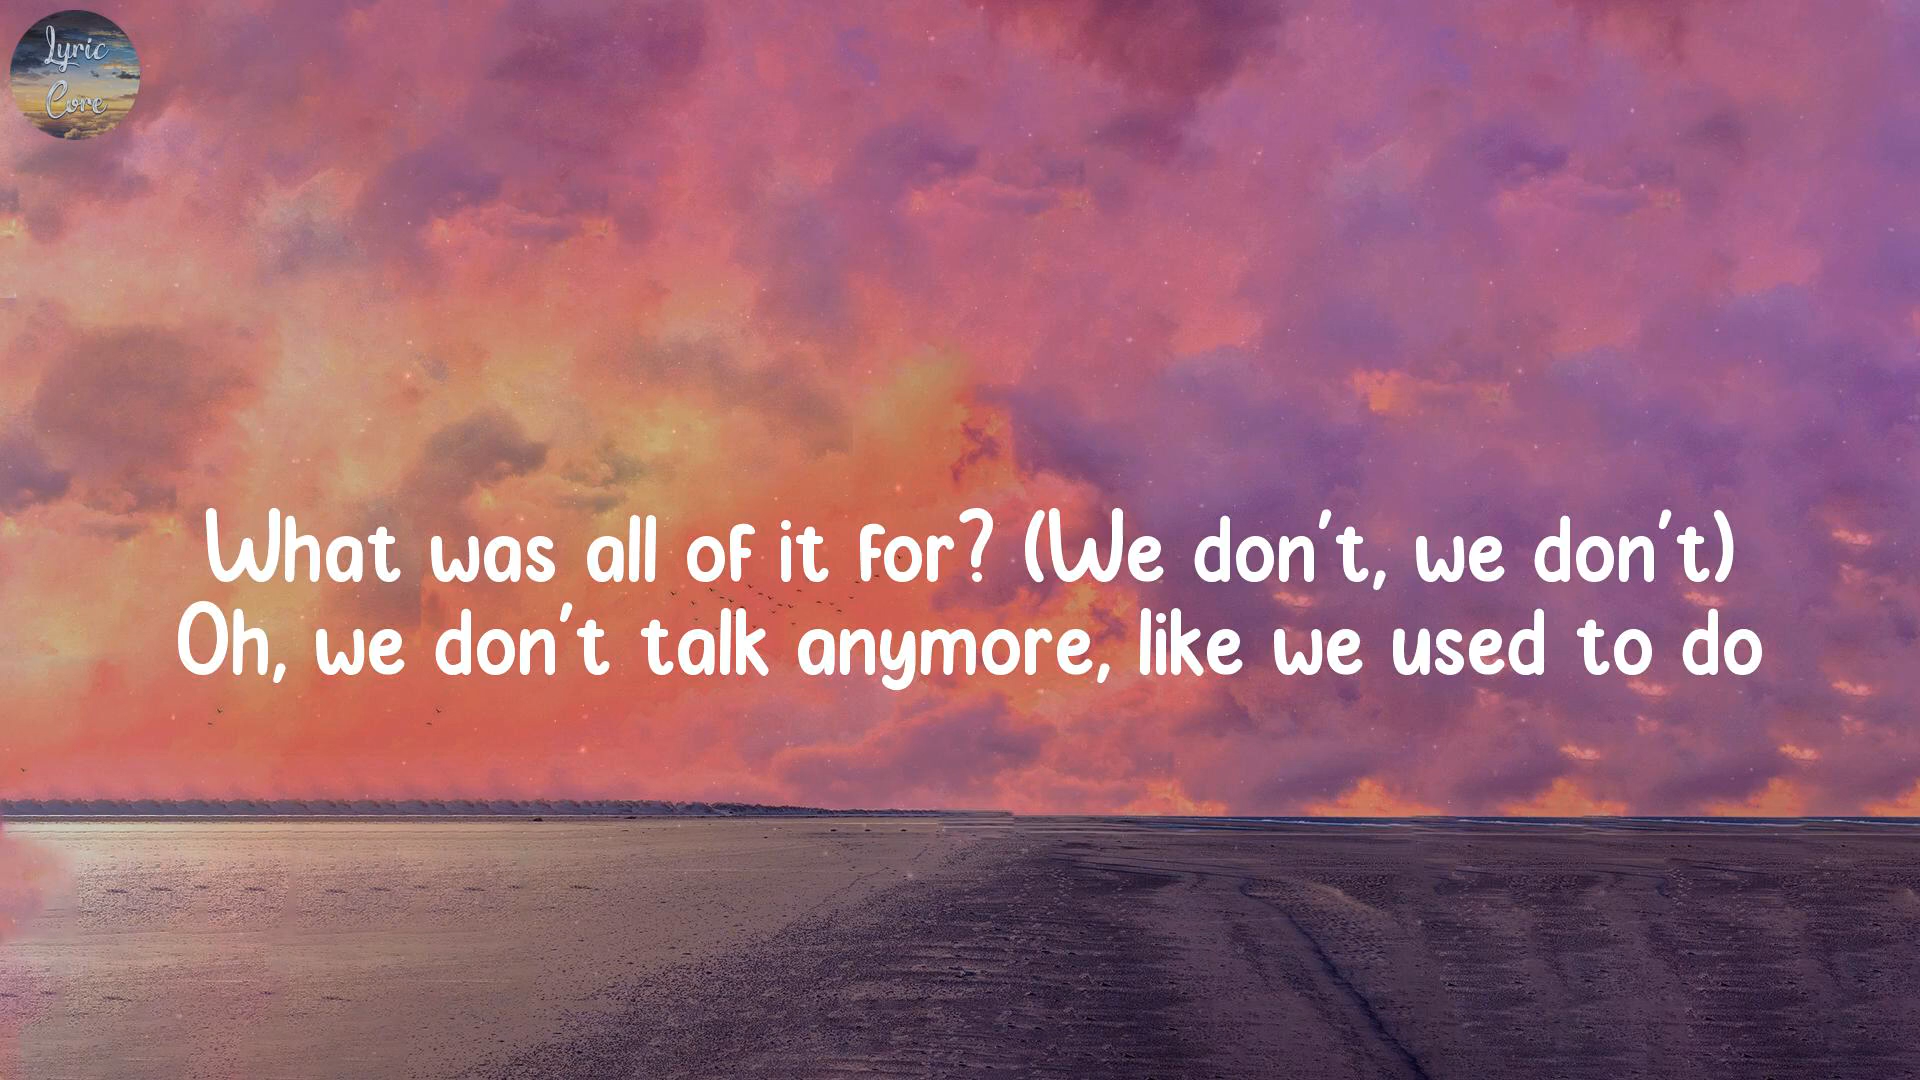 Lyric
Core
What was all of it for? (We don't, we don't)
Oh, we don't talk anymore, like we used to do